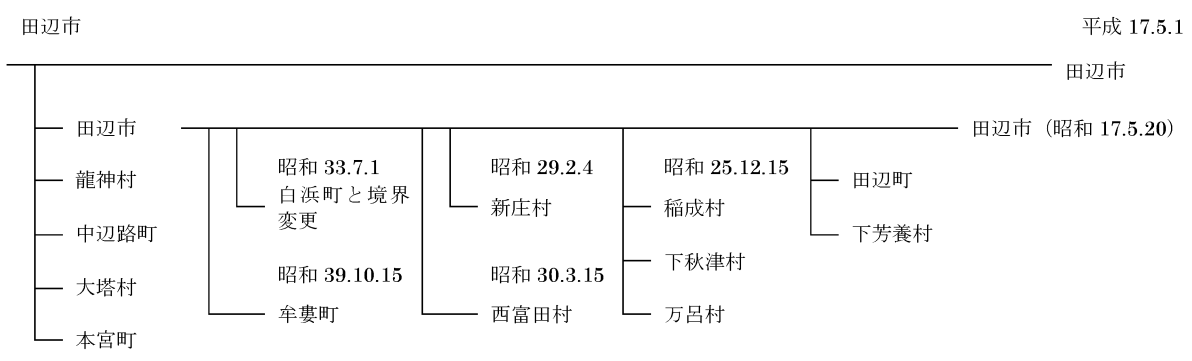 田辺市
平成 17.5.1
田辺市
田辺市
田辺市（昭和 17.5.20）
昭和 33.7.1
白浜町と境界
変更
昭和 29.2.4
新庄村
昭和 25.12.15
稲成村
田辺町
龍神村
中辺路町
下芳養村
下秋津村
大塔村
昭和 39.10.15
牟婁町
昭和 30.3.15
西富田村
万呂村
本宮町